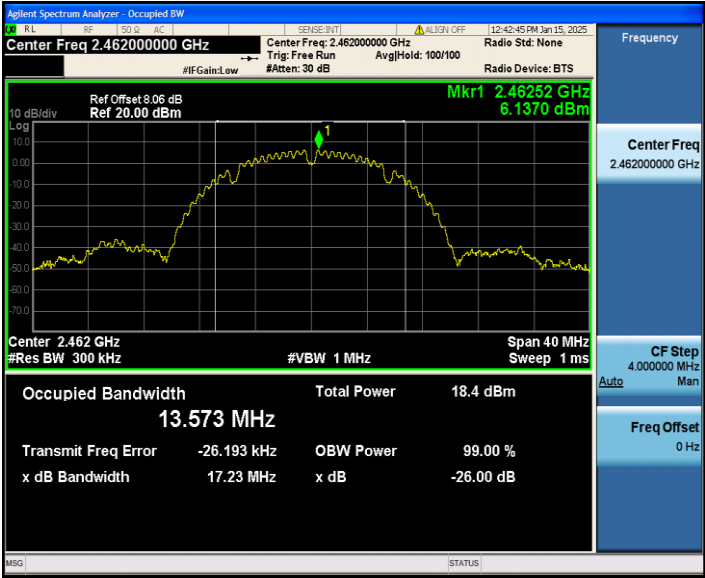 Agilent Spectrum Analyzer - Occupied BW
RL RF 50 Ω AC SENSE:INT ALIGN OFF 12:42:45 PM Jan 15, 2025
Center Freq 2.462000000 GHz
Center Freq: 2.462000000 GHz Radio Std: None
Trig: Free Run Avg|Hold: 100/100
#IFGain:Low #Atten: 30 dB Radio Device: BTS
Frequency
Mkr1 2.46252 GHz
6.1370 dBm
Ref Offset 8.06 dB
10 dB/div Ref 20.00 dBm
Log
1
10.0
0.00
-10.0
-20.0
-30.0
-40.0
-50.0
-60.0
-70.0
Center 2.462 GHz Span 40 MHz
#Res BW 300 kHz #VBW 1 MHz Sweep 1 ms
Occupied Bandwidth Total Power 18.4 dBm
13.573 MHz
Transmit Freq Error -26.193 kHz OBW Power 99.00 %
x dB Bandwidth 17.23 MHz x dB -26.00 dB
Center Freq
2.462000000 GHz
CF Step
4.000000 MHz
Auto Man
Freq Offset
0 Hz
MSG STATUS